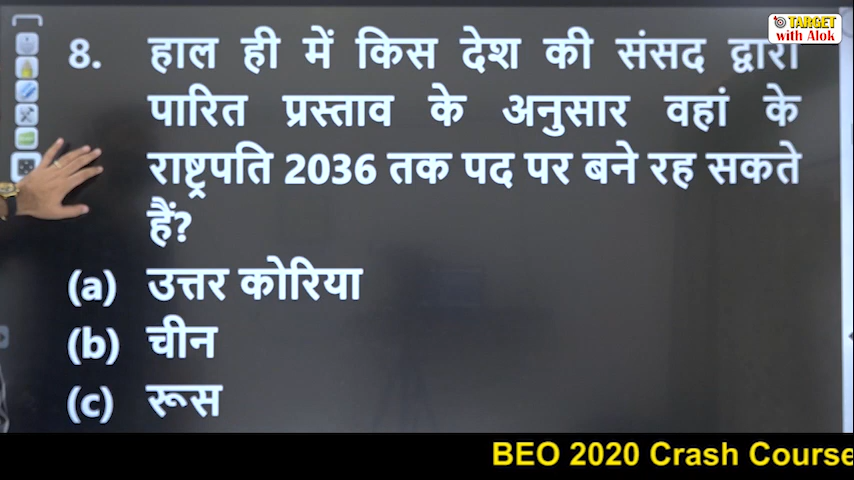 TARGET
with Alok
8. हाल ही में किस देश की संसद द्वारा
पारित प्रस्ताव के अनुसार वहां के
राष्ट्रपति 2036 तक पद पर बने रह सकते
हैं?
(a) उत्तर कोरिया
(b) चीन
(c) रूस
BEO 2020 Crash Course